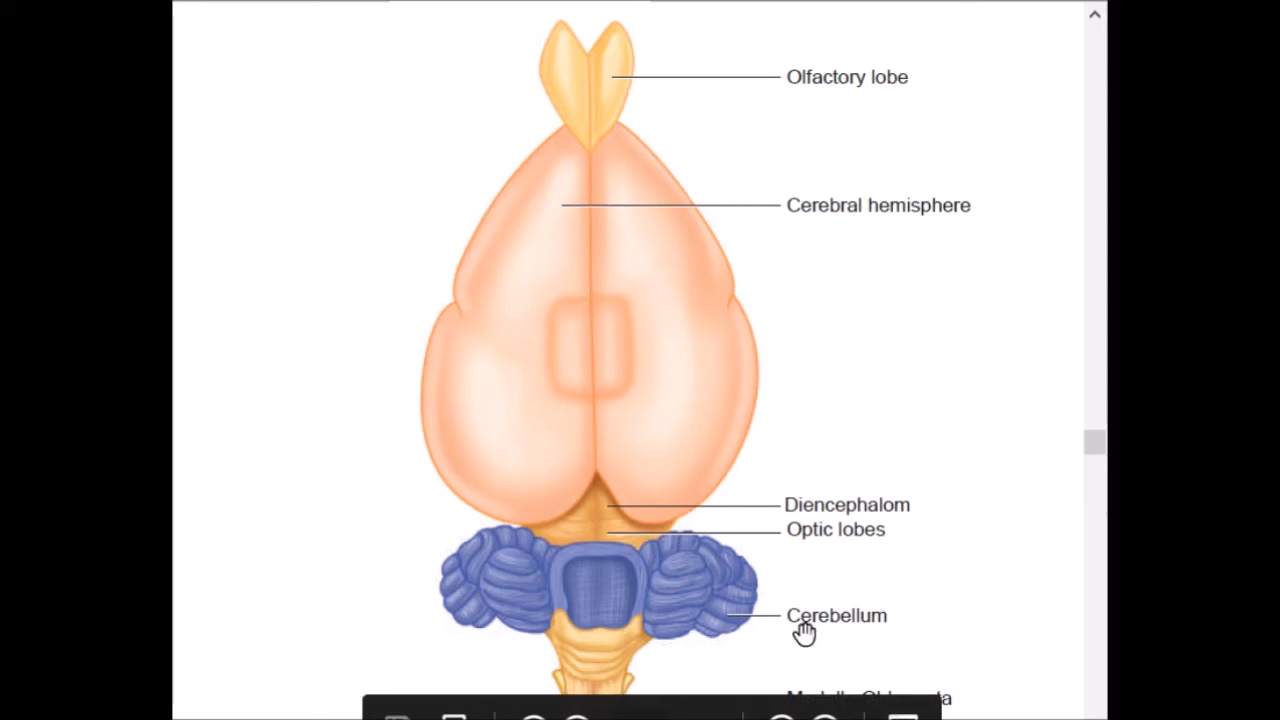 Olfactory lobe
Cerebral hemisphere
Diencephalom
Optic lobes
Cerebellum